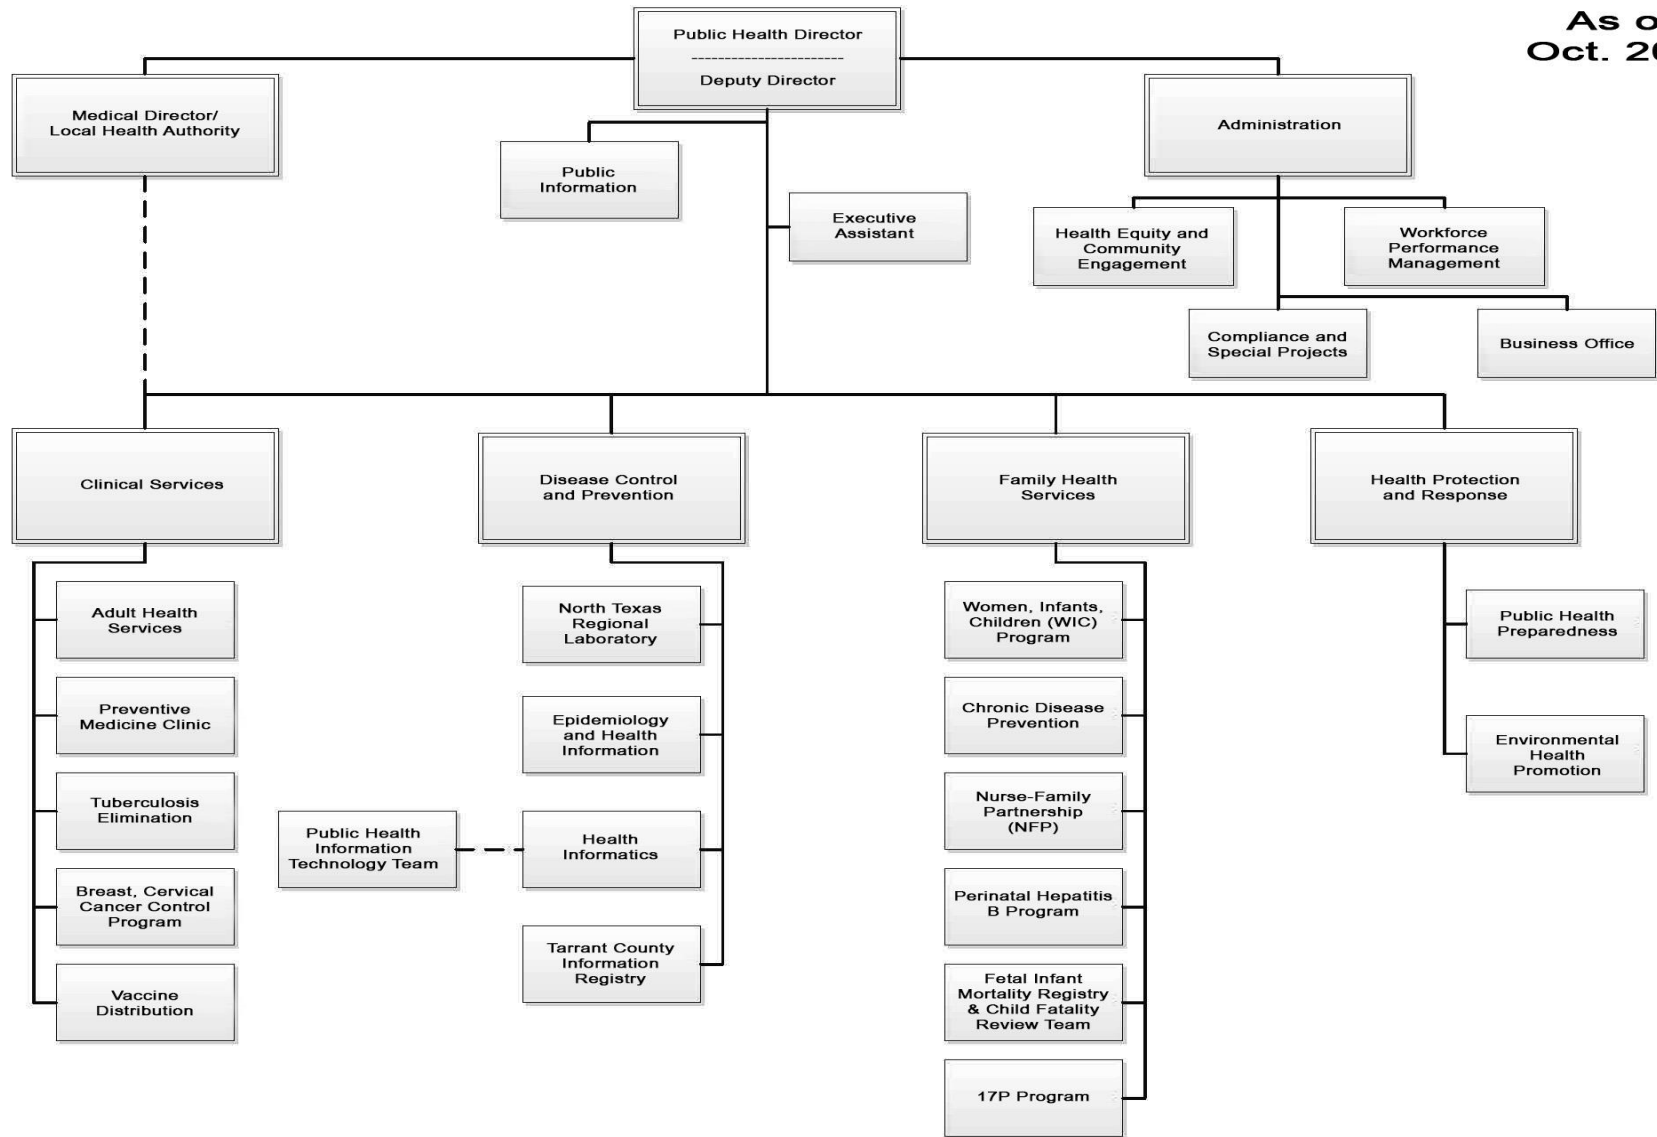 As o
Oct. 20
Public Health Director
-----------------------
Deputy Director
Medical Director/
Local Health Authority
Administration
Public
Information
Executive
Assistant
Health Equity and
Community
Engagement
Workforce
Performance
Management
Compliance and
Special Projects
Business Office
Clinical Services
Disease Control
and Prevention
Family Health
Services
Health Protection
and Response
Adult Health
Services
Preventive
Medicine Clinic
Tuberculosis
Elimination
Breast, Cervical
Cancer Control
Program
Vaccine
Distribution
North Texas
Regional
Laboratory
Epidemiology
and Health
Information
Public Health
Information
Technology Team
Health
Informatics
Tarrant County
Information
Registry
Women, Infants,
Children (WIC)
Program
Chronic Disease
Prevention
Nurse-Family
Partnership
(NFP)
Perinatal Hepatitis
B Program
Fetal Infant
Mortality Registry
& Child Fatality
Review Team
17P Program
Public Health
Preparedness
Environmental
Health
Promotion